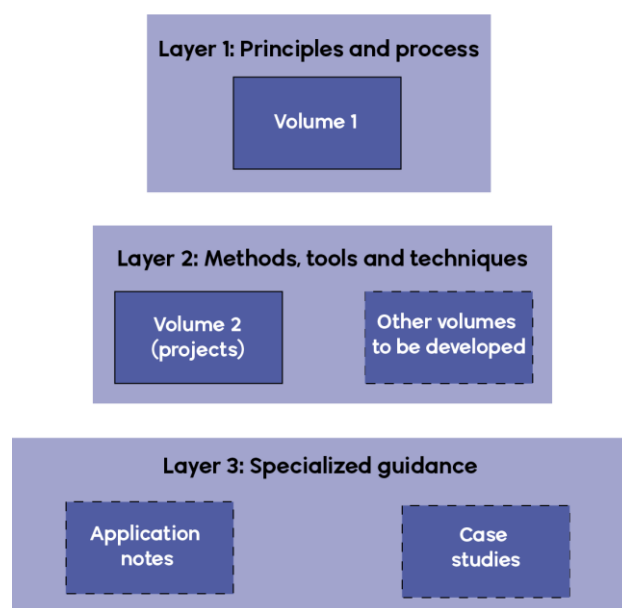 Layer 1: Principles and process
Volume 1
Layer 2: Methods, tools and techniques
Volume 2
(projects)
Other volumes
to be developed
Layer 3: Specialized guidance
Application
notes
Case
studies